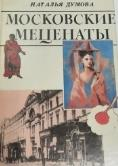 НАТАЛЬЯ ДУМОВА
МОСКОВСКИЕ
МЕЦЕНАТЫ